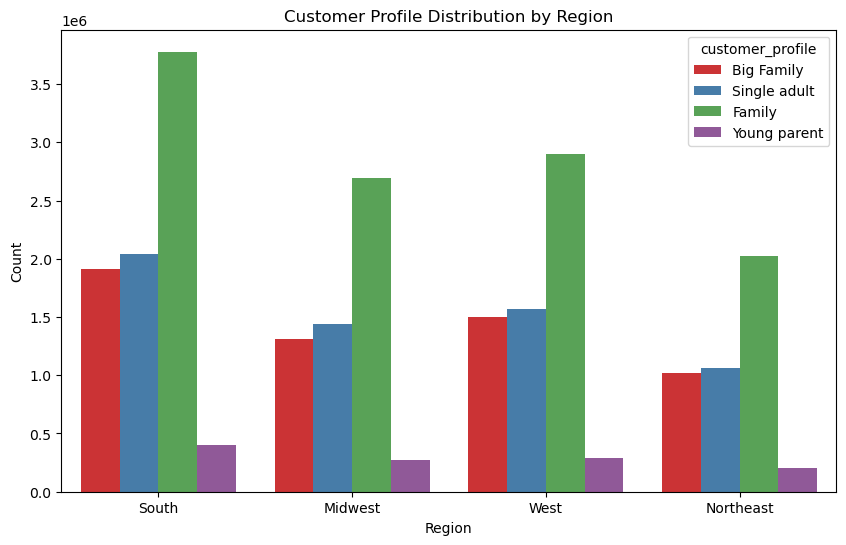 Customer Profile Distribution by Region
1e6
customer_profile
Big Family
Single adult
Family
Young parent
3.5
3.0
2.5
2.0
1.5
1.0
0.5
0.0
Count
South
Midwest
West
Northeast
Region